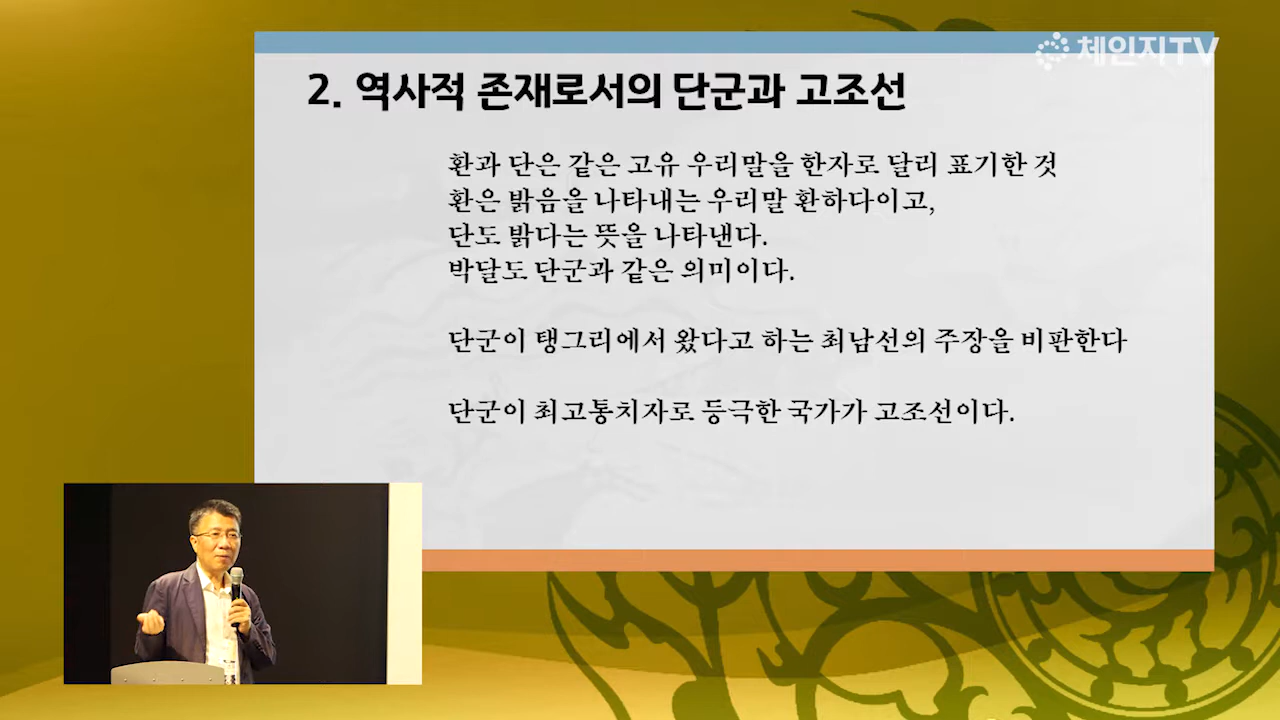 체인지TV
2. 역사적 존재로서의 단군과 고조선
환과 단은 같은 고유 우리말을 한자로 달리 표기한 것
환은 밝음을 나타내는 우리말 환하다이고,
단도 밝다는 뜻을 나타낸다.
박달도 단군과 같은 의미이다.
단군이 탱그리에서 왔다고 하는 최남선의 주장을 비판한다
단군이 최고통치자로 등극한 국가가 고조선이다.